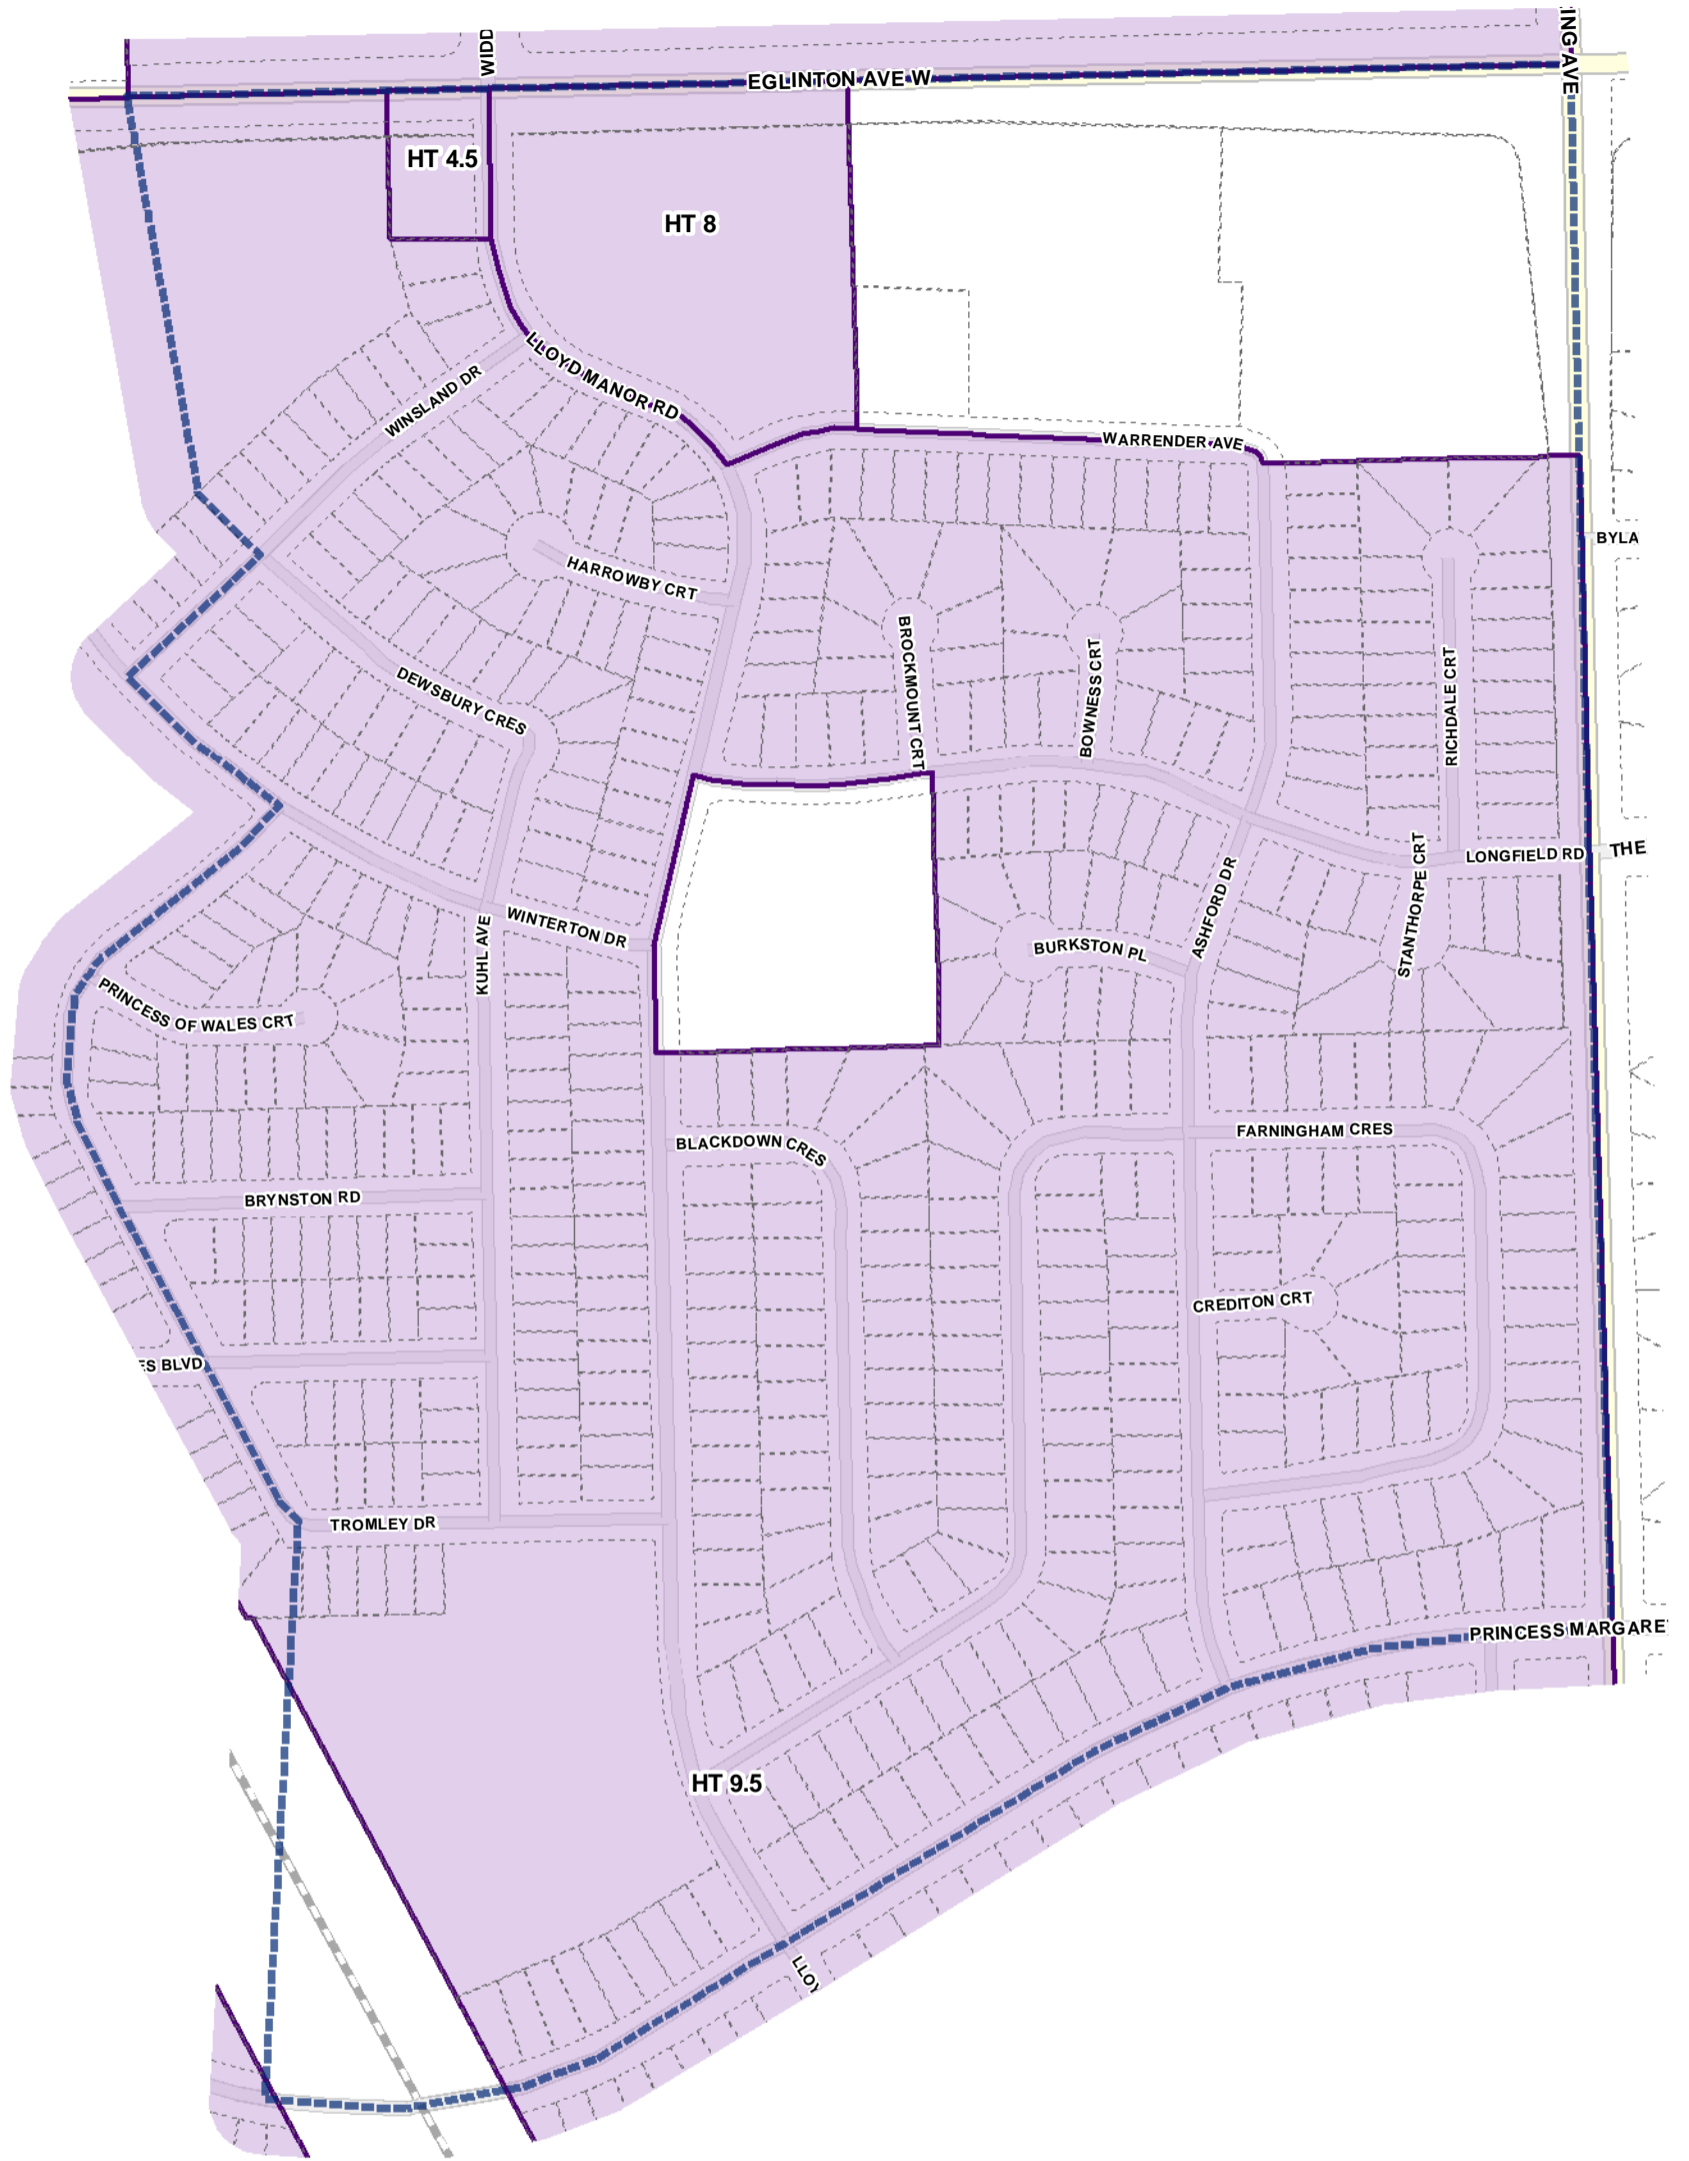 WIDD
ING AVE
EGLINTON AVE W
HT 4.5
HT 8
LLOYD MANOR RD
WINSLAND DR
WARRENDER AVE
BYLA
HARROWBY CRT
BROCKMOUNT CRT
BOWNESS CRT
RICHDALE CRT
DEWSBURY CRES
LONGFIELD RD
THE
STANTHORPE CRT
ASHFORD DR
WINTERTON DR
KUHL AVE
BURKSTON PL
PRINCESS OF WALES CRT
BLACKDOWN CRES
FARNINGHAM CRES
BRYNSTON RD
CREDITON CRT
ES BLVD
TROMLEY DR
PRINCESS MARGARE
HT 9.5
LLOY